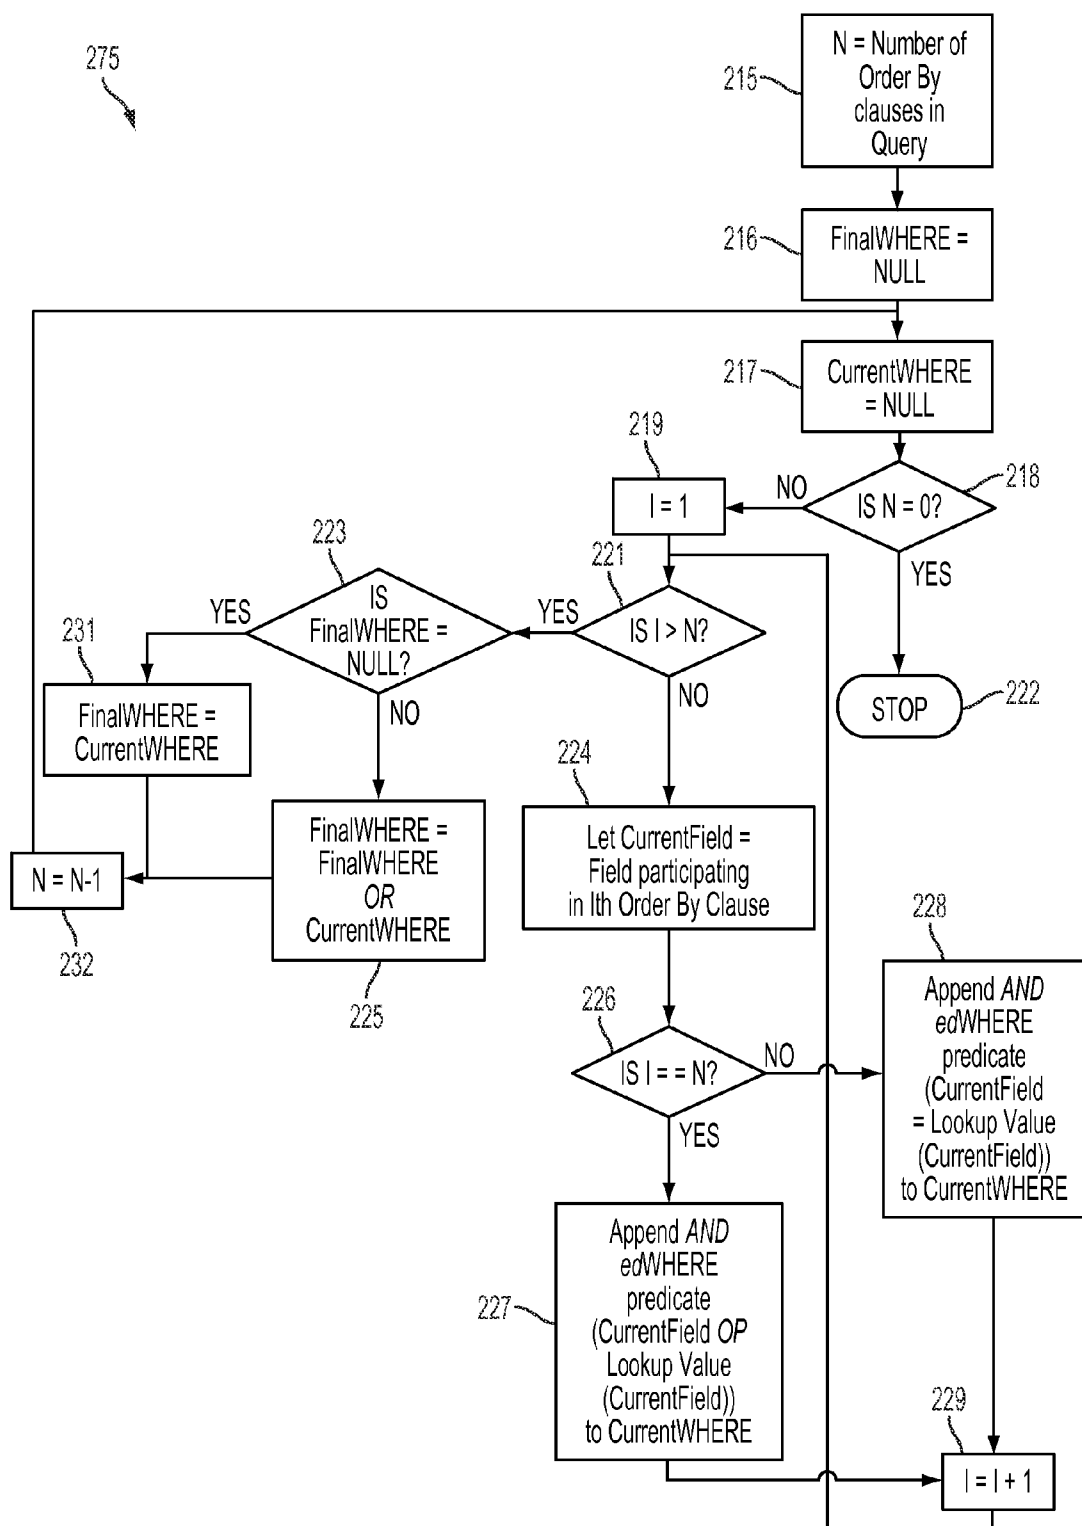 275
215
N = Number of
Order By
clauses in
Query
216
FinalWHERE =
NULL
217
CurrentWHERE
= NULL
218
IS N = 0?
NO
YES
STOP
222
219
I = 1
221
IS I > N?
YES
NO
223
IS
FinalWHERE =
NULL?
YES
NO
231
FinalWHERE =
CurrentWHERE
FinalWHERE =
FinalWHERE
OR
CurrentWHERE
225
N = N-1
232
224
Let CurrentField =
Field participating
in Ith Order By Clause
226
IS I = = N?
NO
YES
228
Append AND
edWHERE
predicate
(CurrentField
= Lookup Value
(CurrentField))
to CurrentWHERE
227
Append AND
edWHERE
predicate
(CurrentField OP
Lookup Value
(CurrentField))
to CurrentWHERE
229
I = I + 1